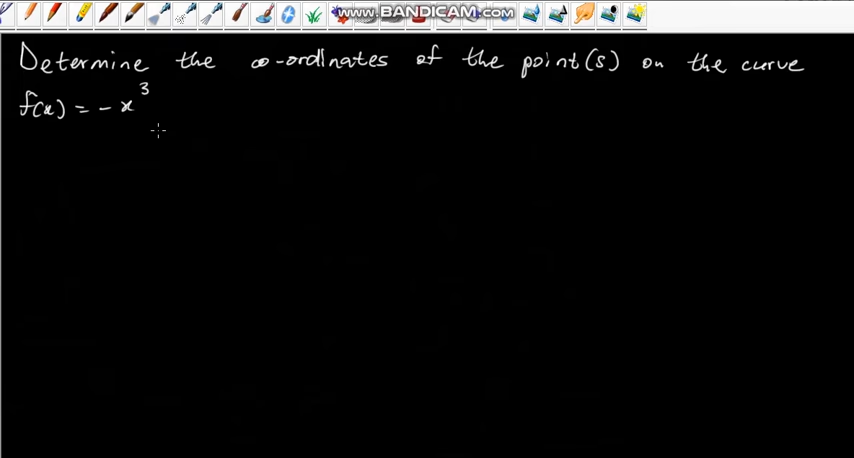 www.BANDICAM.com
Determine the co-ordinates of the point(s) on the curve
f(x) = - x³